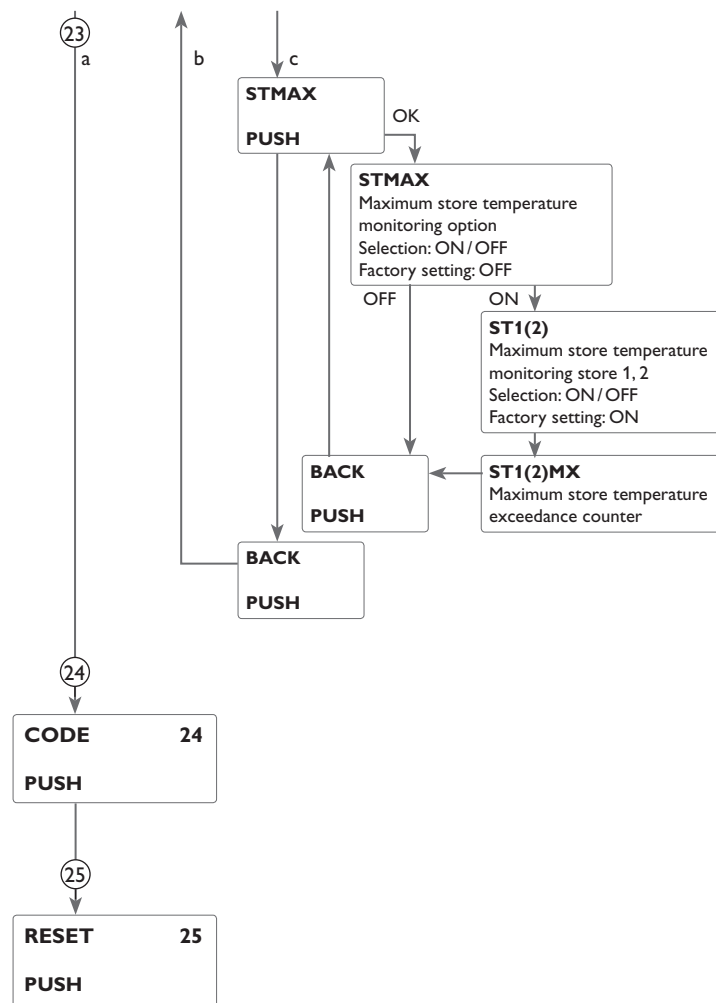 23
a
b
c
STMAX
PUSH
OK
STMAX
Maximum store temperature
monitoring option
Selection: ON / OFF
Factory setting: OFF
OFF
ON
ST1(2)
Maximum store temperature
monitoring store 1, 2
Selection: ON / OFF
Factory setting: ON
BACK
PUSH
ST1(2)MX
Maximum store temperature
exceedance counter
BACK
PUSH
24
CODE 24
PUSH
25
RESET 25
PUSH